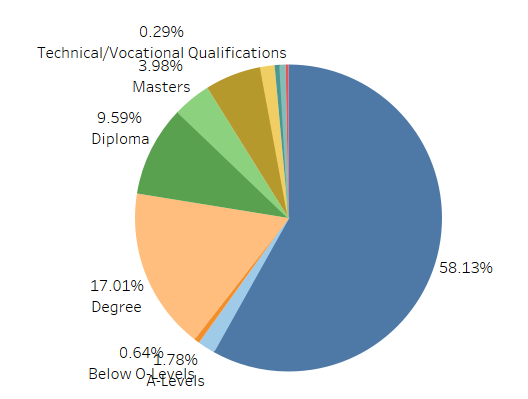 0.29%
Technical/Vocational Qualifications
3.98%
Masters
9.59%
Diploma
58.13%
17.01%
Degree
0.64%
Below O-Levels
1.78%
A-Levels